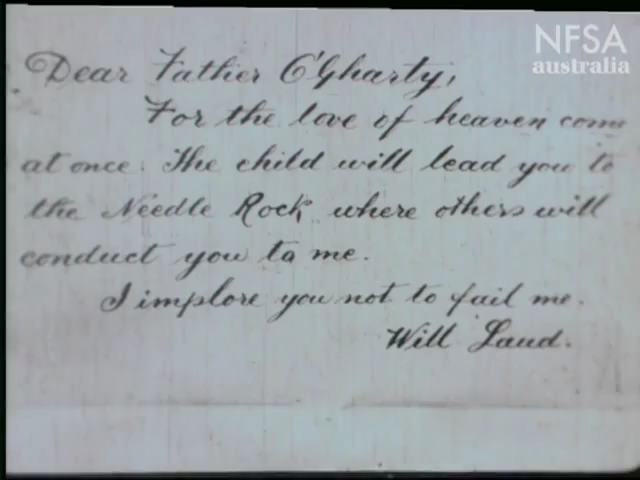 NFSA
australia
Dear Father O'Gharty,
For the love of heaven come
at once. The child will lead you to
the Needle Rock where others will
conduct you to me.
I implore you not to fail me.
Will Laud.